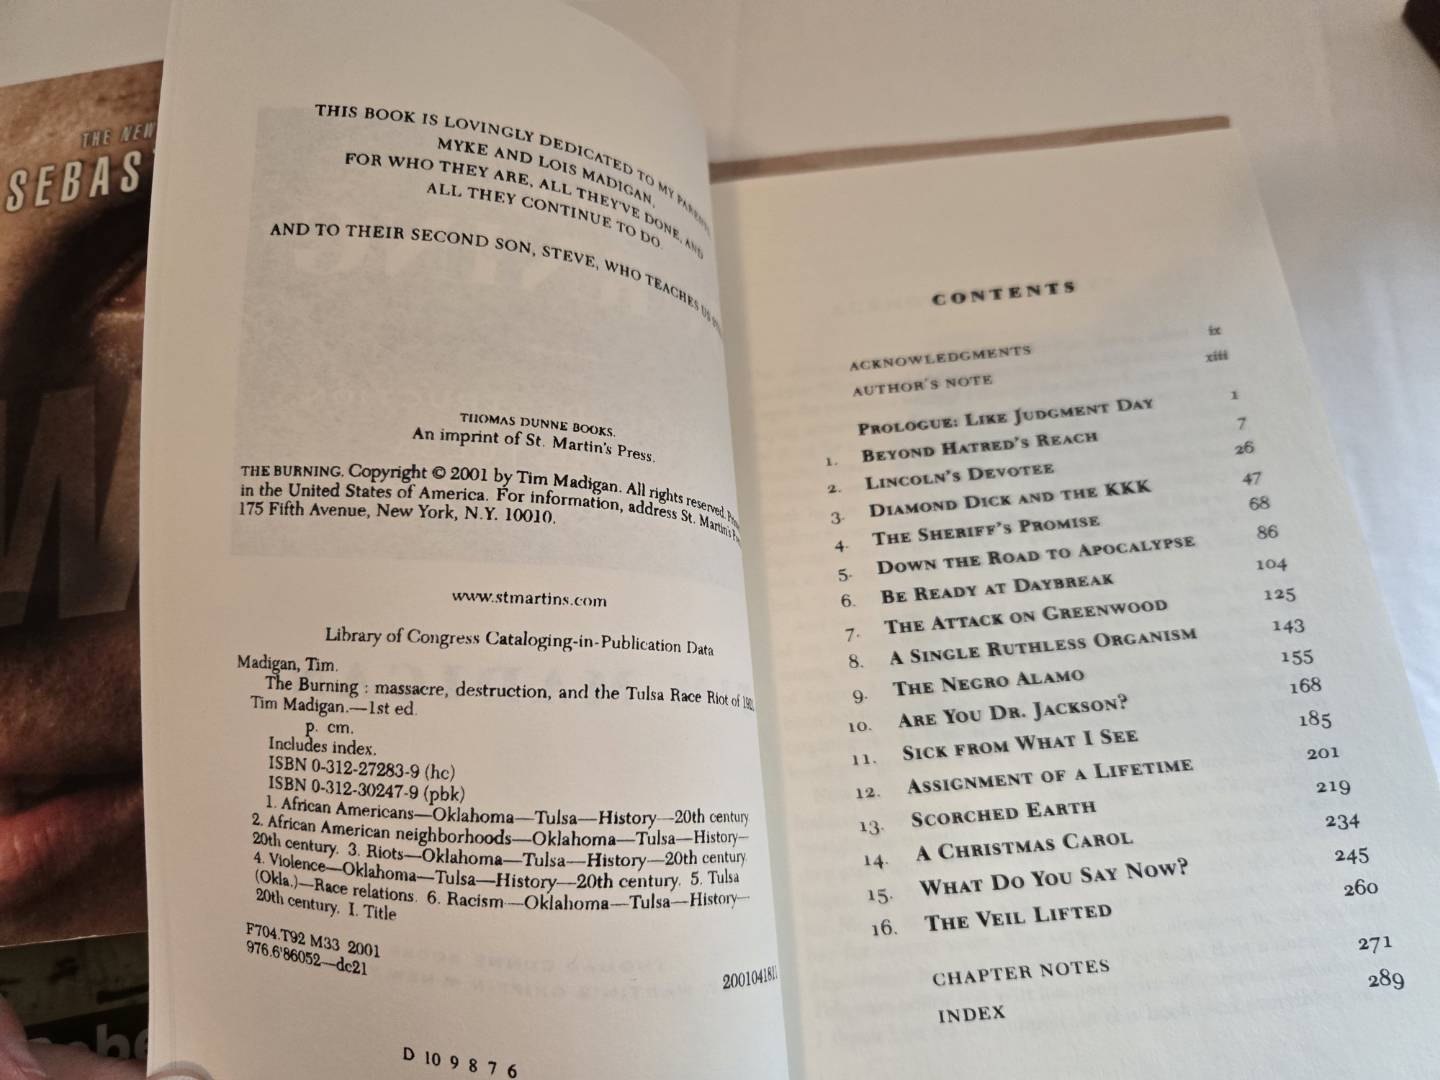 THE NEW
SEBAS
THIS BOOK IS LOVINGLY DEDICATED TO MY PARENTS
MYKE AND LOIS MADIGAN,
FOR WHO THEY ARE, ALL THEY'VE DONE, AND
ALL THEY CONTINUE TO DO.
AND TO THEIR SECOND SON, STEVE, WHO TEACHES US
THOMAS DUNNE BOOKS.
An imprint of St. Martin's Press.
THE BURNING. Copyright © 2001 by Tim Madigan. All rights reserved.
in the United States of America. For information, address St. Martin's
175 Fifth Avenue, New York, N.Y. 10010.
www.stmartins.com
Library of Congress Cataloging-in-Publication Data
Madigan, Tim.
The Burning : massacre, destruction, and the Tulsa Race Riot of 1921
Tim Madigan.—1st ed.
p. cm.
Includes index.
ISBN 0-312-27283-9 (hc)
ISBN 0-312-30247-9 (pbk)
1. African Americans—Oklahoma—Tulsa—History—20th century
2. African American neighborhoods—Oklahoma—Tulsa—History—
20th century. 3. Riots—Oklahoma—Tulsa—History—20th century
4. Violence—Oklahoma—Tulsa—History—20th century. 5. Tulsa
(Okla.)—Race relations. 6. Racism—Oklahoma—Tulsa—History—
20th century. I. Title
F704.T92 M33 2001
976.6'86052—dc21
2001041811
D 10 9 8 7 6
CONTENTS
ACKNOWLEDGMENTS ix
AUTHOR'S NOTE xiii
PROLOGUE: LIKE JUDGMENT DAY 1
1. BEYOND HATRED'S REACH 7
2. LINCOLN'S DEVOTEE 26
3. DIAMOND DICK AND THE KKK 47
4. THE SHERIFF'S PROMISE 68
5. DOWN THE ROAD TO APOCALYPSE 86
6. BE READY AT DAYBREAK 104
7. THE ATTACK ON GREENWOOD 125
8. A SINGLE RUTHLESS ORGANISM 143
9. THE NEGRO ALAMO 155
10. ARE YOU DR. JACKSON? 168
11. SICK FROM WHAT I SEE 185
12. ASSIGNMENT OF A LIFETIME 201
13. SCORCHED EARTH 219
14. A CHRISTMAS CAROL 234
15. WHAT DO YOU SAY NOW? 245
16. THE VEIL LIFTED 260
CHAPTER NOTES 271
INDEX 289